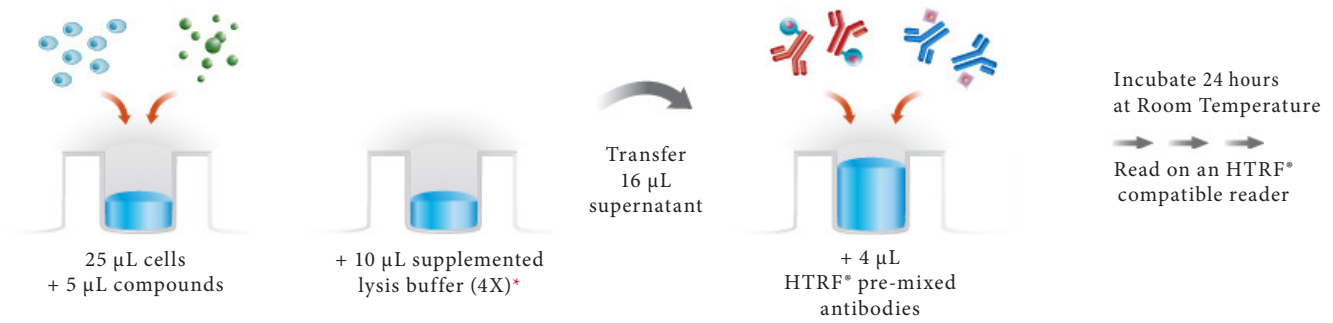 25 µL cells
+ 5 µL compounds
+ 10 µL supplemented
lysis buffer (4X)*
Transfer
16 µL
supernatant
+ 4 µL
HTRF® pre-mixed
antibodies
Incubate 24 hours
at Room Temperature
Read on an HTRF®
compatible reader